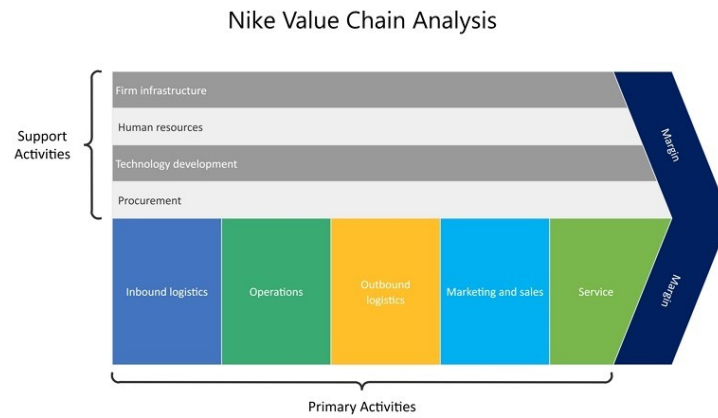 Nike Value Chain Analysis
Firm infrastructure
Support
Activities
Human resources
Technology development
Procurement
Margin
Inbound logistics
Operations
Outbound
logistics
Marketing and sales
Service
Margin
Primary Activities